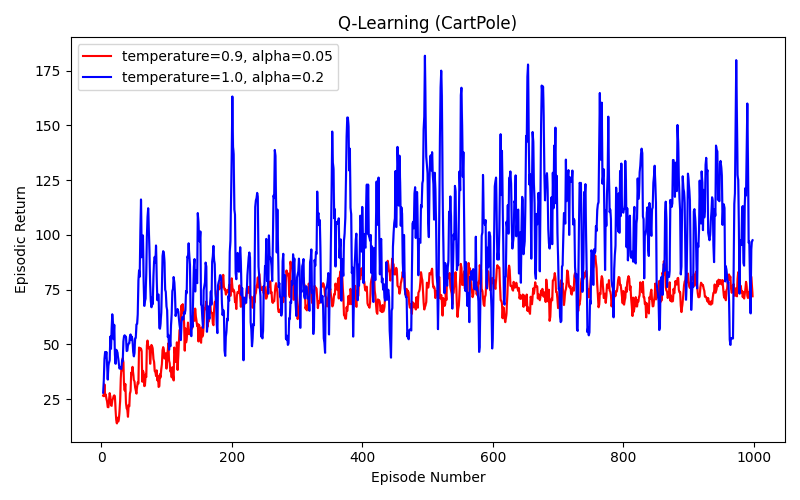 Q-Learning (CartPole)
temperature=0.9, alpha=0.05
temperature=1.0, alpha=0.2
Episodic Return
175
150
125
100
75
50
25
0
200
400
600
800
1000
Episode Number